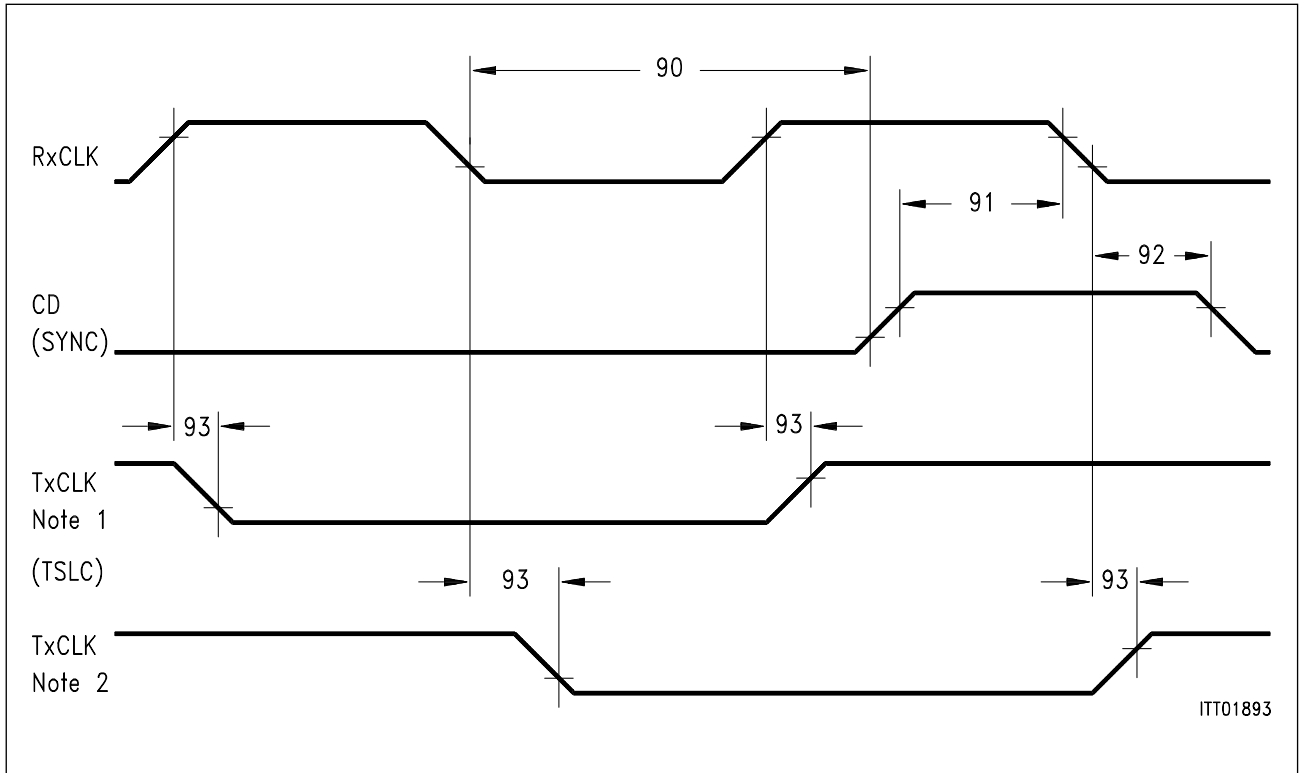 90
RxCLK
91
92
CD
(SYNC)
93
93
TxCLK
Note 1
(TSLC)
93
93
TxCLK
Note 2
ITT01893